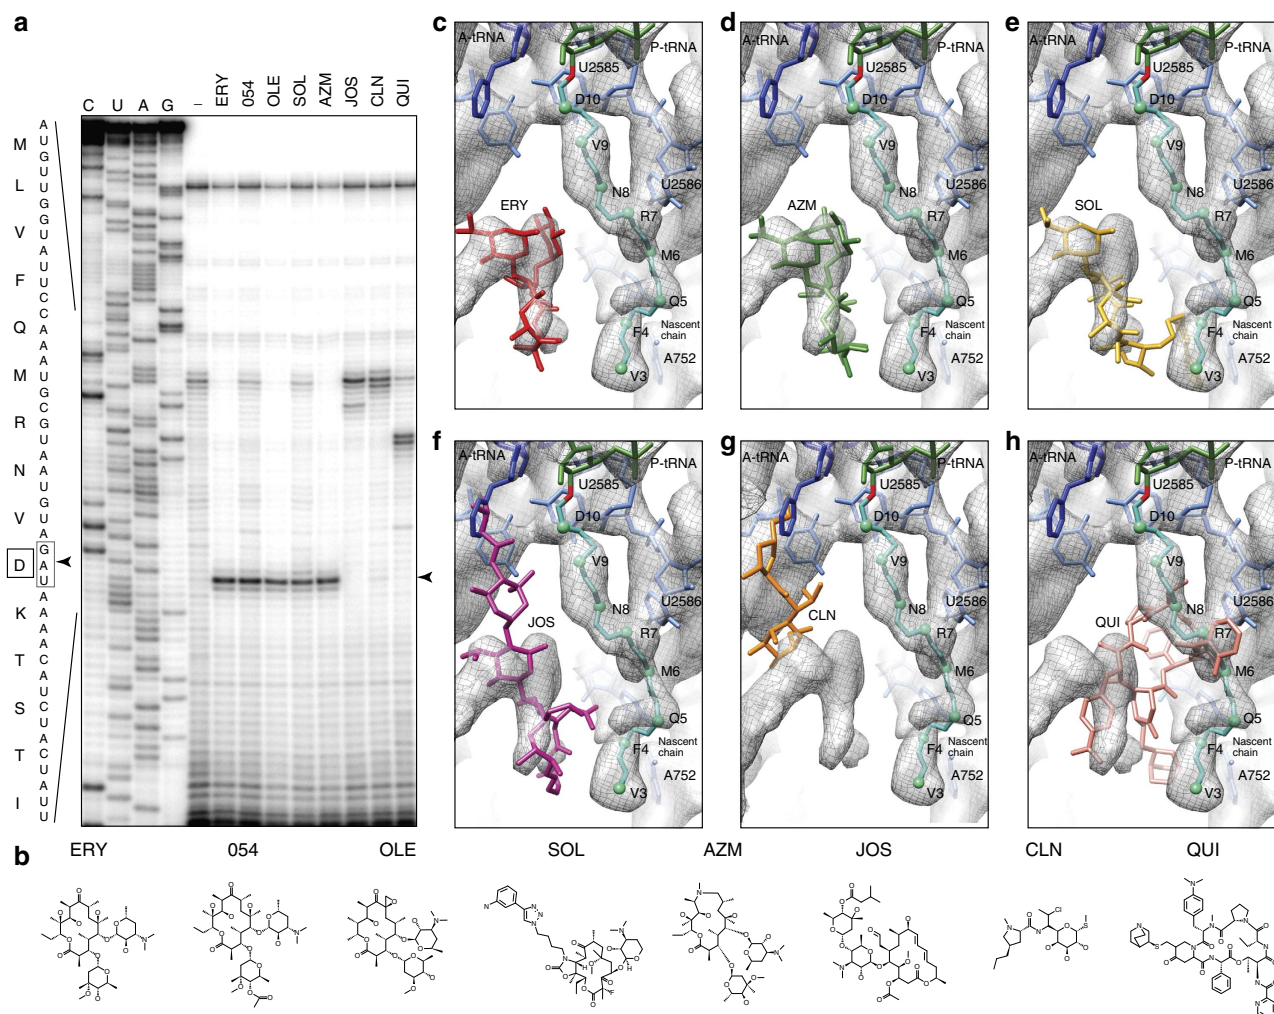 a
C U A G – ERY 054 OLE SOL AZM JOS CLN QUI
M
L
V
F
Q
M
R
N
V
D
K
T
S
T
I
A
U
G
U
U
G
G
U
A
U
U
C
C
A
A
A
U
G
C
G
U
A
A
U
G
U
A
G
A
U
A
A
A
C
A
U
C
U
A
C
U
A
U
U
c
A-tRNA
P-tRNA
U2585
D10
V9
N8
U2586
ERY
R7
M6
Q5
F4
Nascent
chain
A752
V3
d
A-tRNA
P-tRNA
U2585
D10
V9
N8
U2586
AZM
R7
M6
Q5
F4
Nascent
chain
A752
V3
e
A-tRNA
P-tRNA
U2585
D10
V9
N8
U2586
SOL
R7
M6
Q5
F4
Nascent
chain
A752
V3
f
A-tRNA
P-tRNA
U2585
D10
V9
N8
U2586
JOS
R7
M6
Q5
F4
Nascent
chain
A752
V3
g
A-tRNA
P-tRNA
U2585
D10
V9
N8
U2586
CLN
R7
M6
Q5
F4
Nascent
chain
A752
V3
h
A-tRNA
P-tRNA
U2585
D10
V9
N8
U2586
QUI
R7
M6
Q5
F4
Nascent
chain
A752
V3
b
ERY 054 OLE SOL AZM JOS CLN QUI